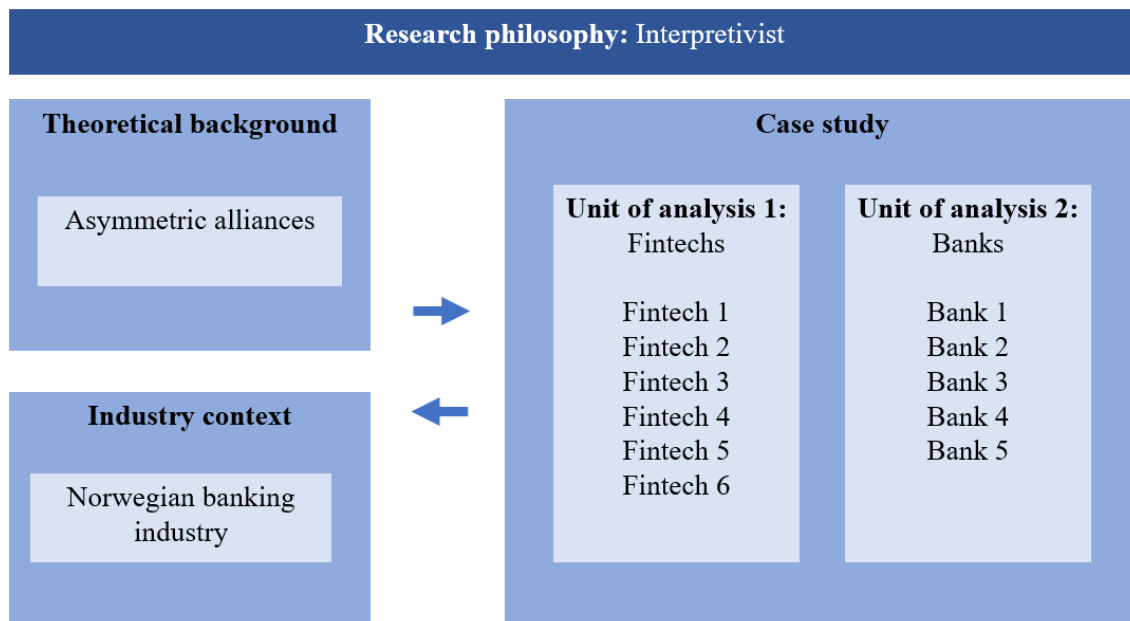 Research philosophy: Interpretivist
Theoretical background
Asymmetric alliances
Industry context
Norwegian banking
industry
Case study
Unit of analysis 1:
Fintechs
Fintech 1
Fintech 2
Fintech 3
Fintech 4
Fintech 5
Fintech 6
Unit of analysis 2:
Banks
Bank 1
Bank 2
Bank 3
Bank 4
Bank 5